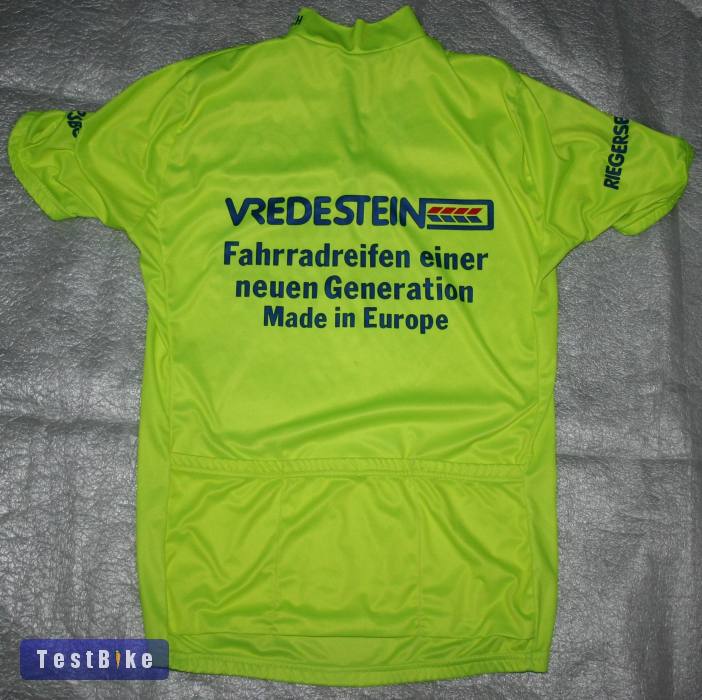 VREDESTEIN
Fahrradreifen einer
neuen Generation
Made in Europe
TestBike